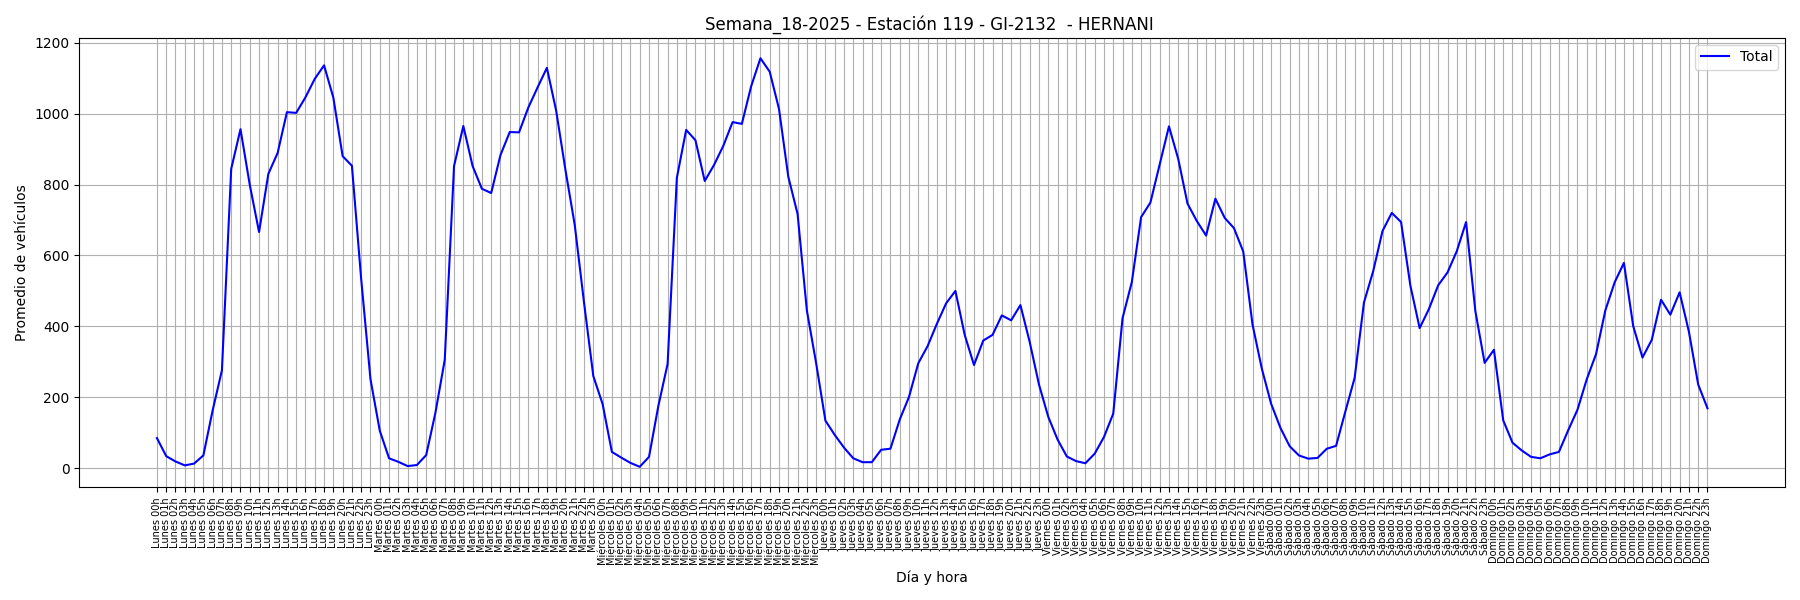 Semana_18-2025 - Estación 119 - GI-2132  - HERNANI
Total
Promedio de vehículos
1200
1000
800
600
400
200
0
Lunes 00h
Lunes 01h
Lunes 02h
Lunes 03h
Lunes 04h
Lunes 05h
Lunes 06h
Lunes 07h
Lunes 08h
Lunes 09h
Lunes 10h
Lunes 11h
Lunes 12h
Lunes 13h
Lunes 14h
Lunes 15h
Lunes 16h
Lunes 17h
Lunes 18h
Lunes 19h
Lunes 20h
Lunes 21h
Lunes 22h
Lunes 23h
Martes 00h
Martes 01h
Martes 02h
Martes 03h
Martes 04h
Martes 05h
Martes 06h
Martes 07h
Martes 08h
Martes 09h
Martes 10h
Martes 11h
Martes 12h
Martes 13h
Martes 14h
Martes 15h
Martes 16h
Martes 17h
Martes 18h
Martes 19h
Martes 20h
Martes 21h
Martes 22h
Martes 23h
Miércoles 00h
Miércoles 01h
Miércoles 02h
Miércoles 03h
Miércoles 04h
Miércoles 05h
Miércoles 06h
Miércoles 07h
Miércoles 08h
Miércoles 09h
Miércoles 10h
Miércoles 11h
Miércoles 12h
Miércoles 13h
Miércoles 14h
Miércoles 15h
Miércoles 16h
Miércoles 17h
Miércoles 18h
Miércoles 19h
Miércoles 20h
Miércoles 21h
Miércoles 22h
Miércoles 23h
Jueves 00h
Jueves 01h
Jueves 02h
Jueves 03h
Jueves 04h
Jueves 05h
Jueves 06h
Jueves 07h
Jueves 08h
Jueves 09h
Jueves 10h
Jueves 11h
Jueves 12h
Jueves 13h
Jueves 14h
Jueves 15h
Jueves 16h
Jueves 17h
Jueves 18h
Jueves 19h
Jueves 20h
Jueves 21h
Jueves 22h
Jueves 23h
Viernes 00h
Viernes 01h
Viernes 02h
Viernes 03h
Viernes 04h
Viernes 05h
Viernes 06h
Viernes 07h
Viernes 08h
Viernes 09h
Viernes 10h
Viernes 11h
Viernes 12h
Viernes 13h
Viernes 14h
Viernes 15h
Viernes 16h
Viernes 17h
Viernes 18h
Viernes 19h
Viernes 20h
Viernes 21h
Viernes 22h
Viernes 23h
Sábado 00h
Sábado 01h
Sábado 02h
Sábado 03h
Sábado 04h
Sábado 05h
Sábado 06h
Sábado 07h
Sábado 08h
Sábado 09h
Sábado 10h
Sábado 11h
Sábado 12h
Sábado 13h
Sábado 14h
Sábado 15h
Sábado 16h
Sábado 17h
Sábado 18h
Sábado 19h
Sábado 20h
Sábado 21h
Sábado 22h
Sábado 23h
Domingo 00h
Domingo 01h
Domingo 02h
Domingo 03h
Domingo 04h
Domingo 05h
Domingo 06h
Domingo 07h
Domingo 08h
Domingo 09h
Domingo 10h
Domingo 11h
Domingo 12h
Domingo 13h
Domingo 14h
Domingo 15h
Domingo 16h
Domingo 17h
Domingo 18h
Domingo 19h
Domingo 20h
Domingo 21h
Domingo 22h
Domingo 23h
Día y hora